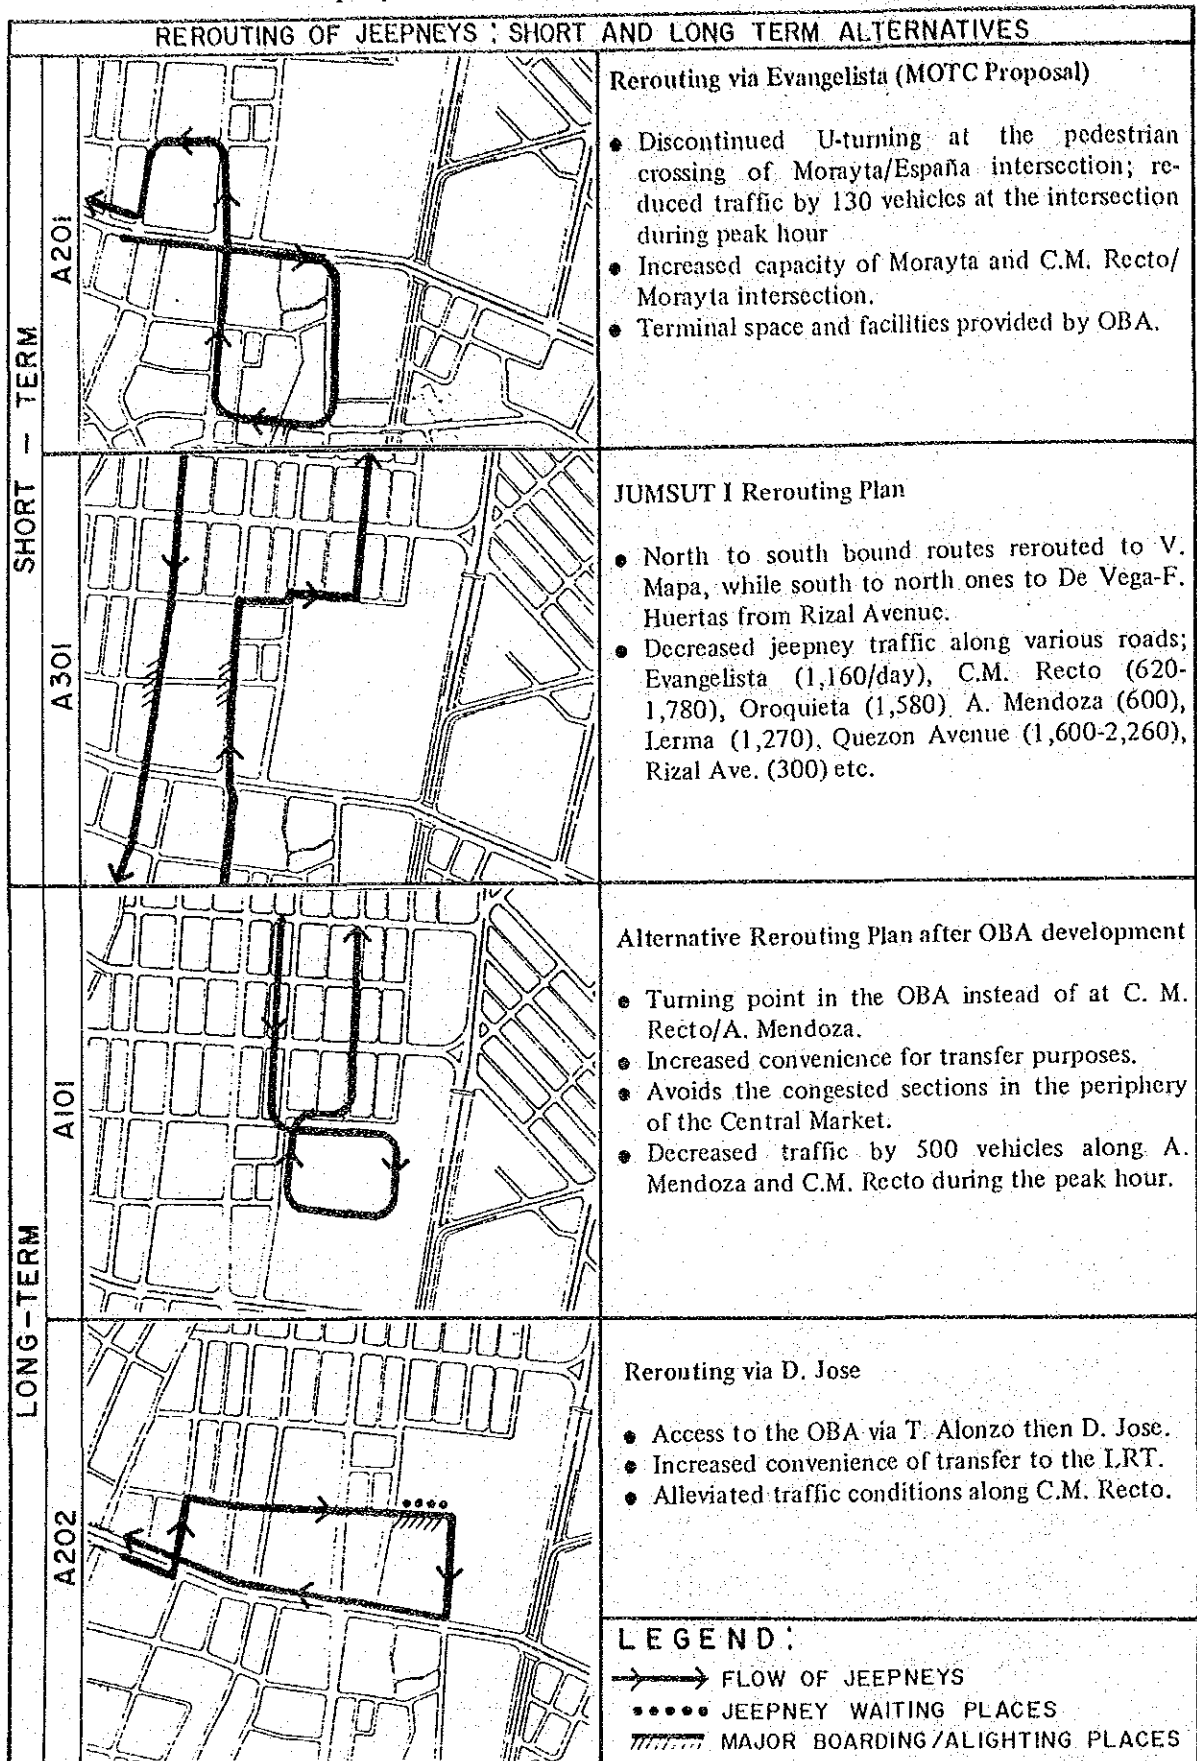 REROUTING OF JEEPNEYS : SHORT AND LONG TERM ALTERNATIVES
SHORT - TERM
A201
Rerouting via Evangelista (MOTC Proposal)
● Discontinued U-turning at the pedestrian
crossing of Morayta/España intersection; re-
duced traffic by 130 vehicles at the intersection
during peak hour
● Increased capacity of Morayta and C.M. Recto/
Morayta intersection.
● Terminal space and facilities provided by OBA.
A301
JUMSUT I Rerouting Plan
● North to south bound routes rerouted to V.
Mapa, while south to north ones to De Vega-F.
Huertas from Rizal Avenue.
● Decreased jeepney traffic along various roads;
Evangelista (1,160/day), C.M. Recto (620-
1,780), Oroquieta (1,580) A. Mendoza (600),
Lerma (1,270), Quezon Avenue (1,600-2,260),
Rizal Ave. (300) etc.
LONG-TERM
A101
Alternative Rerouting Plan after OBA development
● Turning point in the OBA instead of at C. M.
Recto/A. Mendoza.
● Increased convenience for transfer purposes.
● Avoids the congested sections in the periphery
of the Central Market.
● Decreased traffic by 500 vehicles along A.
Mendoza and C.M. Recto during the peak hour.
A202
Rerouting via D. Jose
● Access to the OBA via T. Alonzo then D. Jose.
● Increased convenience of transfer to the LRT.
● Alleviated traffic conditions along C.M. Recto.
LEGEND:
FLOW OF JEEPNEYS
JEEPNEY WAITING PLACES
MAJOR BOARDING/ALIGHTING PLACES